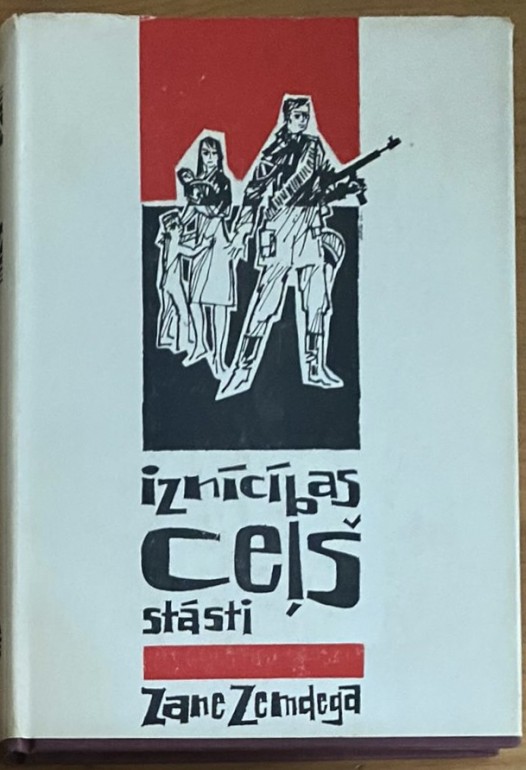 iznīcības
ceļš
stāsti
Zane Zemdega